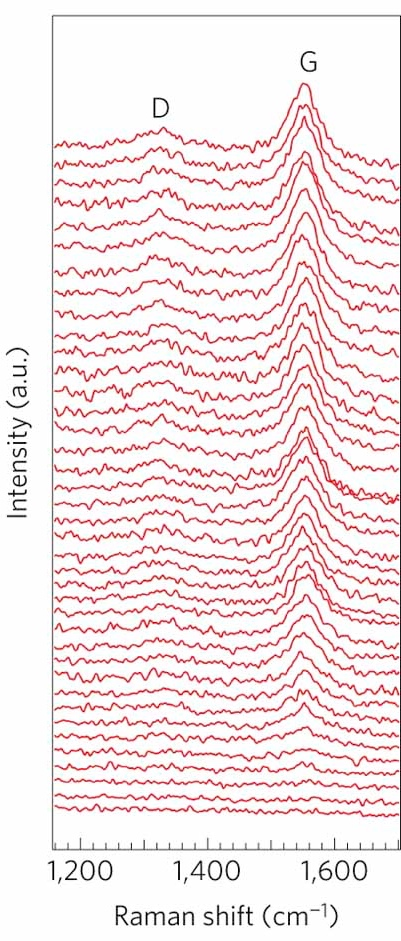 G
D
Intensity (a.u.)
1,200 1,400 1,600
Raman shift (cm⁻¹)